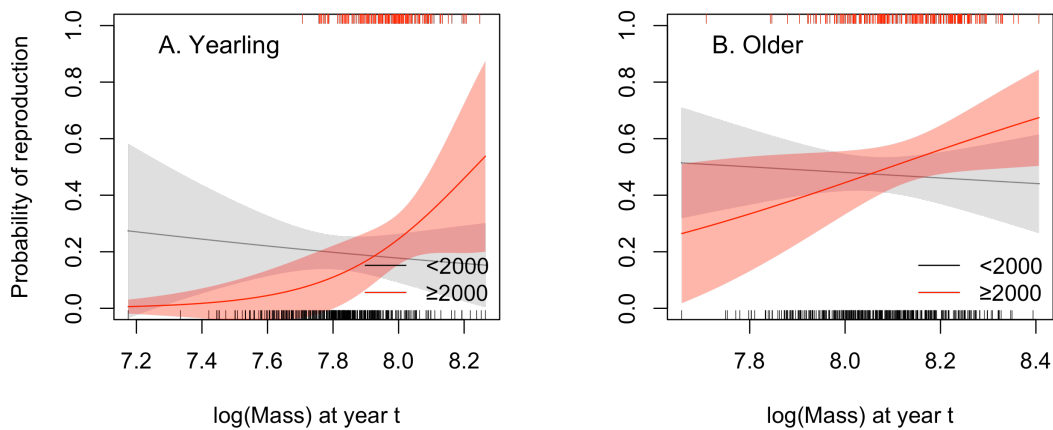 A. Yearling
Probability of reproduction
1.0
0.8
0.6
0.4
0.2
0.0
<2000
≥2000
7.2 7.4 7.6 7.8 8.0 8.2
log(Mass) at year t
B. Older
1.0
0.8
0.6
0.4
0.2
0.0
<2000
≥2000
7.8 8.0 8.2 8.4
log(Mass) at year t